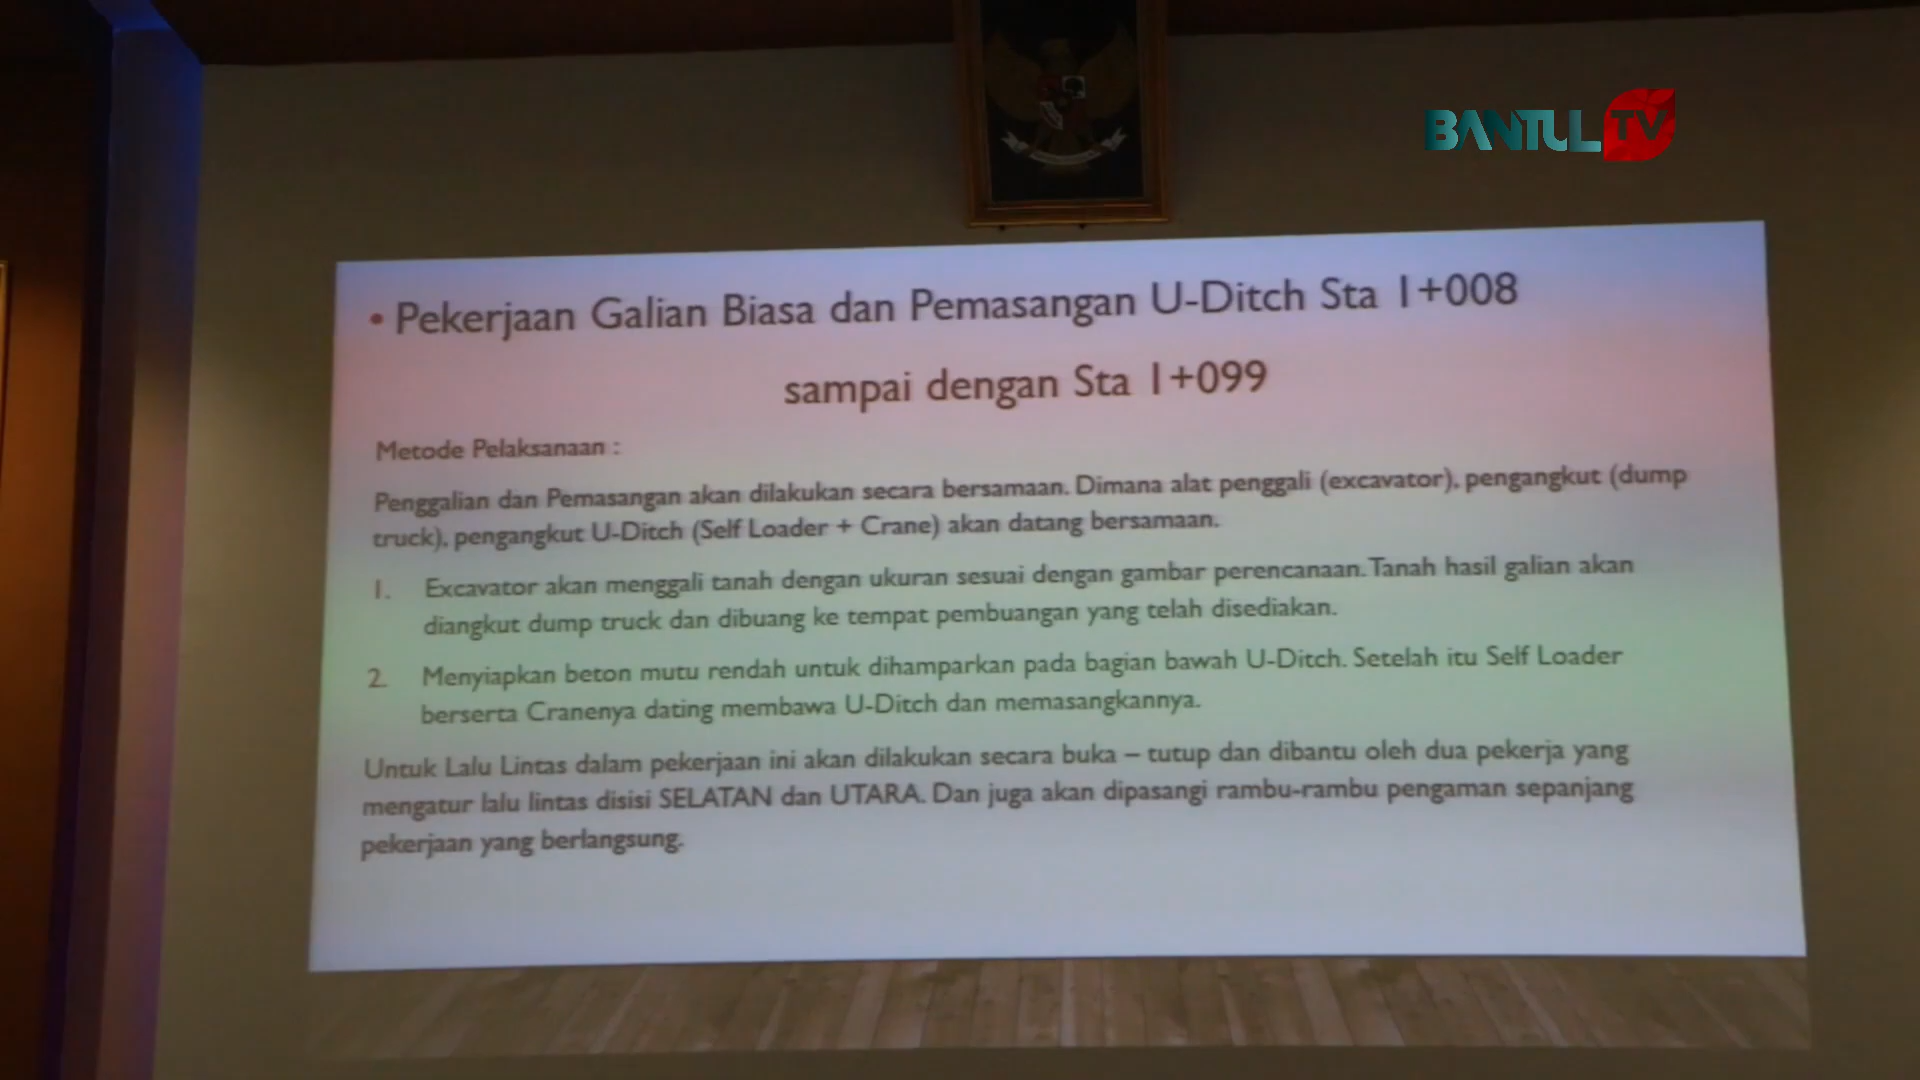 BANTUL TV
• Pekerjaan Galian Biasa dan Pemasangan U-Ditch Sta 1+008
sampai dengan Sta 1+099
Metode Pelaksanaan :
Penggalian dan Pemasangan akan dilakukan secara bersamaan. Dimana alat penggali (excavator), pengangkut (dump
truck), pengangkut U-Ditch (Self Loader + Crane) akan datang bersamaan.
1. Excavator akan menggali tanah dengan ukuran sesuai dengan gambar perencanaan. Tanah hasil galian akan
diangkut dump truck dan dibuang ke tempat pembuangan yang telah disediakan.
2. Menyiapkan beton mutu rendah untuk dihamparkan pada bagian bawah U-Ditch. Setelah itu Self Loader
berserta Cranenya dating membawa U-Ditch dan memasangkannya.
Untuk Lalu Lintas dalam pekerjaan ini akan dilakukan secara buka – tutup dan dibantu oleh dua pekerja yang
mengatur lalu lintas disisi SELATAN dan UTARA. Dan juga akan dipasangi rambu-rambu pengaman sepanjang
pekerjaan yang berlangsung.